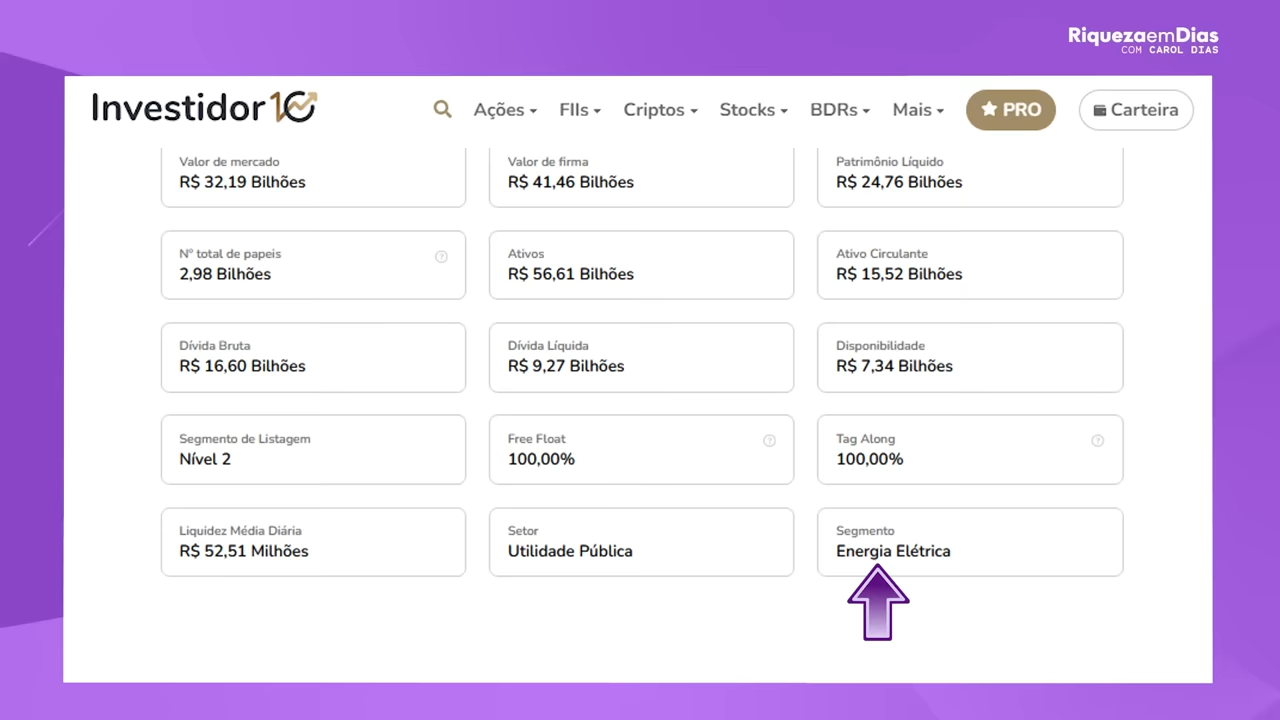 RiquezaemDias
COM CAROL DIAS
Investidor10
Ações
FIIs
Criptos
Stocks
BDRs
Mais
PRO
Carteira
Valor de mercado
R$ 32,19 Bilhões
Valor de firma
R$ 41,46 Bilhões
Patrimônio Líquido
R$ 24,76 Bilhões
Nº total de papeis
2,98 Bilhões
Ativos
R$ 56,61 Bilhões
Ativo Circulante
R$ 15,52 Bilhões
Dívida Bruta
R$ 16,60 Bilhões
Dívida Líquida
R$ 9,27 Bilhões
Disponibilidade
R$ 7,34 Bilhões
Segmento de Listagem
Nível 2
Free Float
100,00%
Tag Along
100,00%
Liquidez Média Diária
R$ 52,51 Milhões
Setor
Utilidade Pública
Segmento
Energia Elétrica